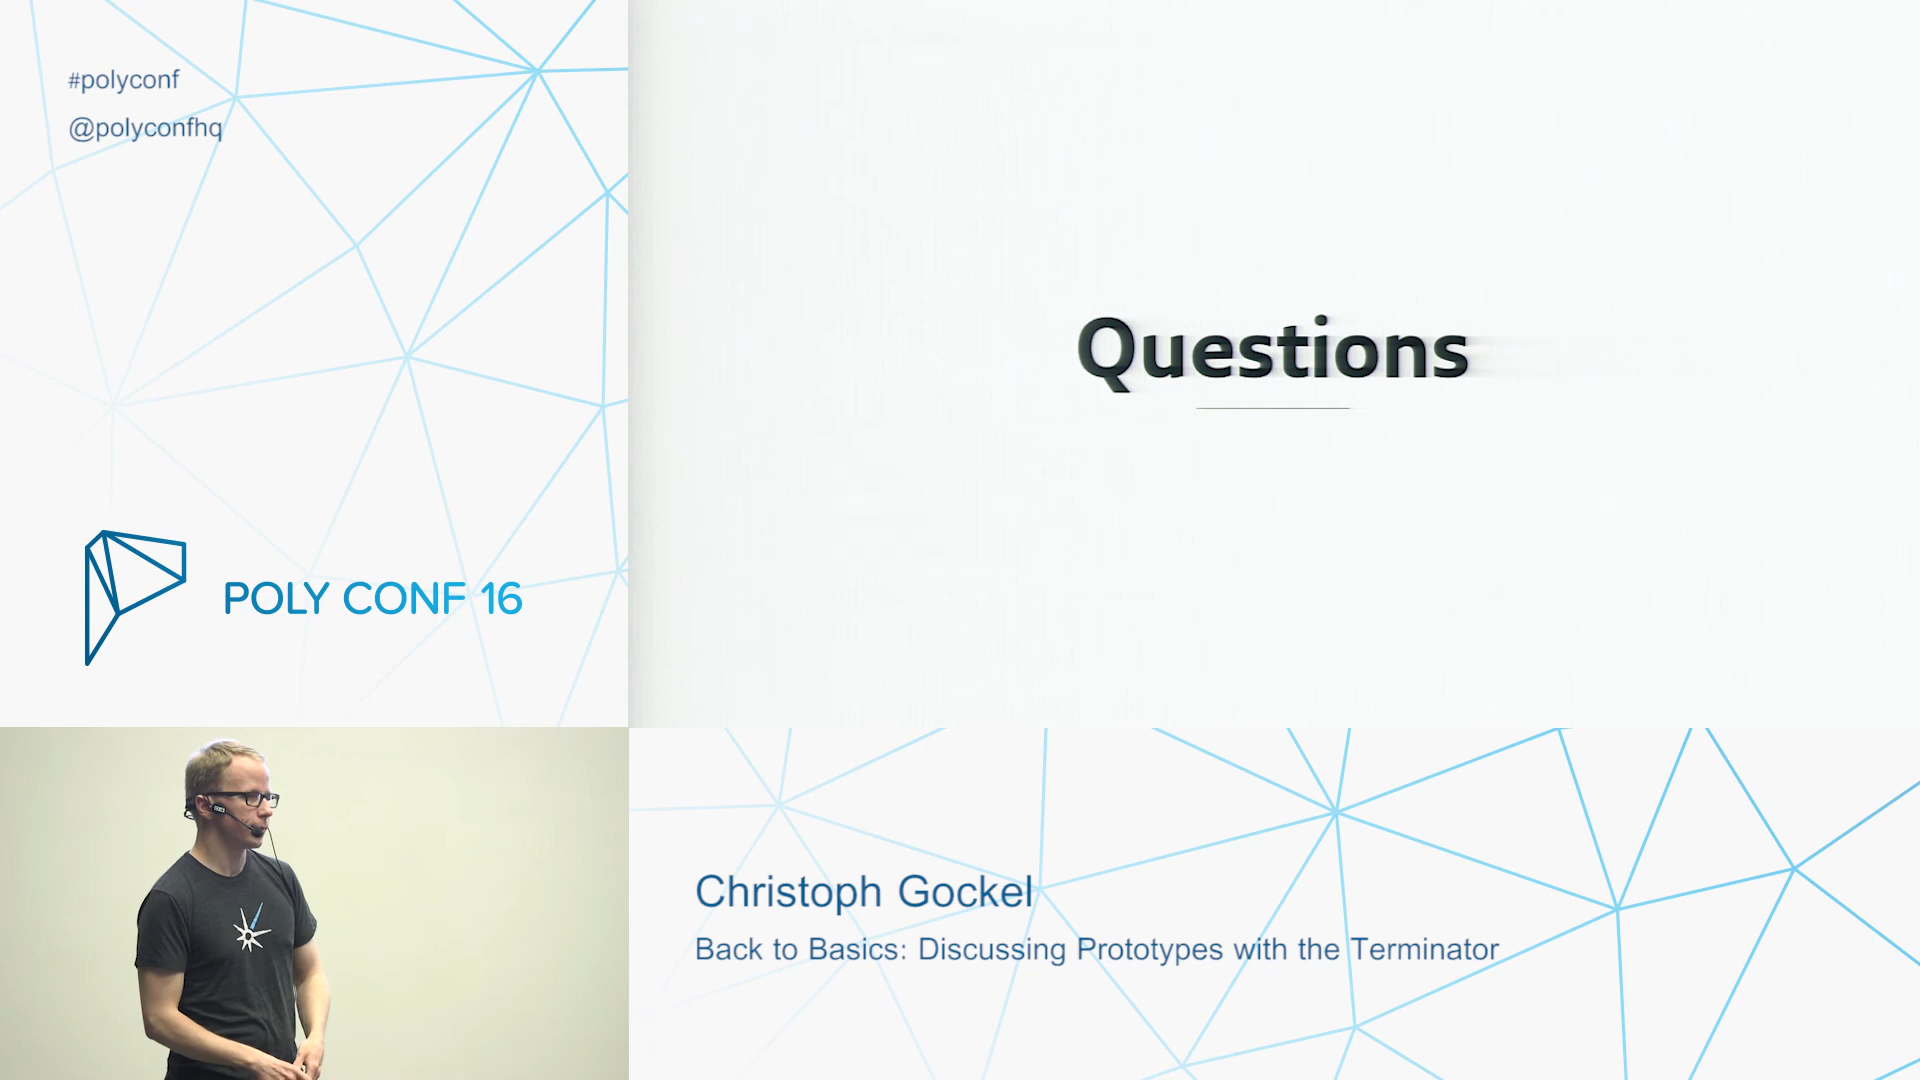 #polyconf
@polyconfhq
POLY CONF 16
Questions
Christoph Gockel
Back to Basics: Discussing Prototypes with the Terminator